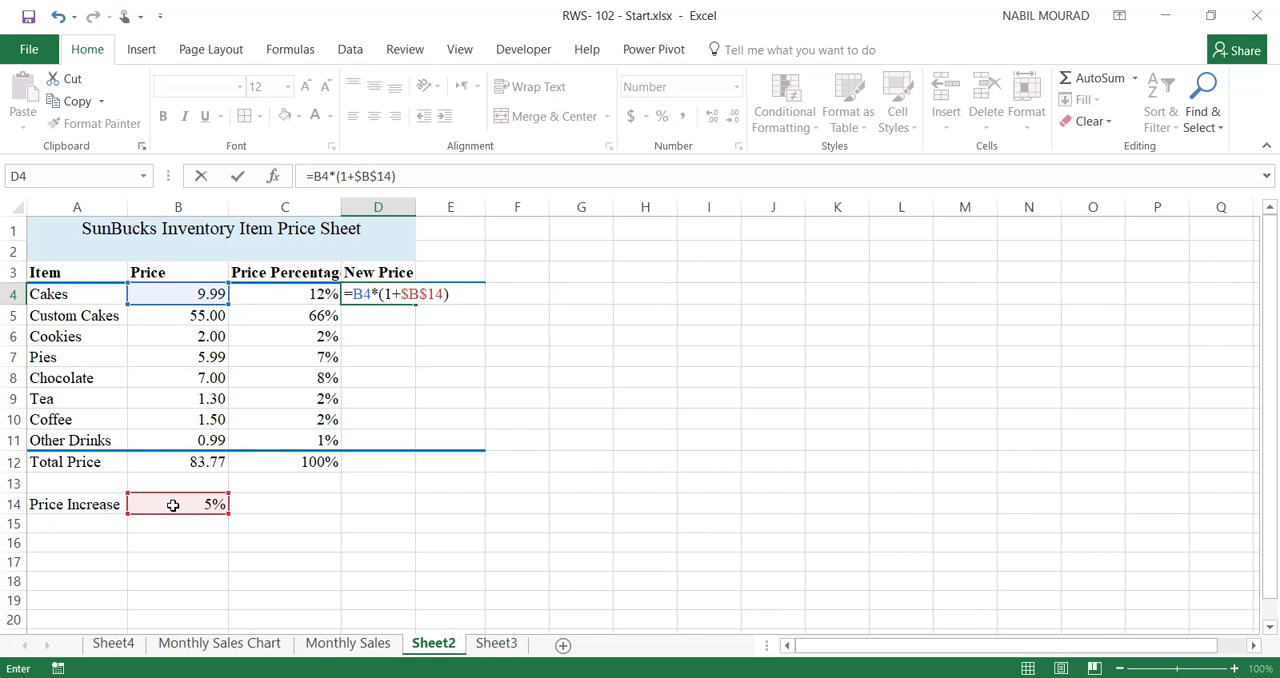 RWS- 102 - Start.xlsx - Excel
NABIL MOURAD
File Home Insert Page Layout Formulas Data Review View Developer Help Power Pivot Tell me what you want to do Share
Paste
Cut
Copy
Format Painter
Clipboard
12
B I U
Font
Wrap Text
Merge & Center
Alignment
Number
$ % ,
Number
Conditional Formatting
Format as Table
Cell Styles
Styles
Insert
Delete
Format
Cells
AutoSum
Fill
Clear
Sort & Filter
Find & Select
Editing
D4
fx
=B4*(1+$B$14)
A B C D E F G H I J K L M N O P Q
1 SunBucks Inventory Item Price Sheet
2
3 Item Price Price Percentag New Price
4 Cakes 9.99 12% =B4*(1+$B$14)
5 Custom Cakes 55.00 66%
6 Cookies 2.00 2%
7 Pies 5.99 7%
8 Chocolate 7.00 8%
9 Tea 1.30 2%
10 Coffee 1.50 2%
11 Other Drinks 0.99 1%
12 Total Price 83.77 100%
13
14 Price Increase 5%
15
16
17
18
19
20
Sheet4 Monthly Sales Chart Monthly Sales Sheet2 Sheet3
Enter
100%